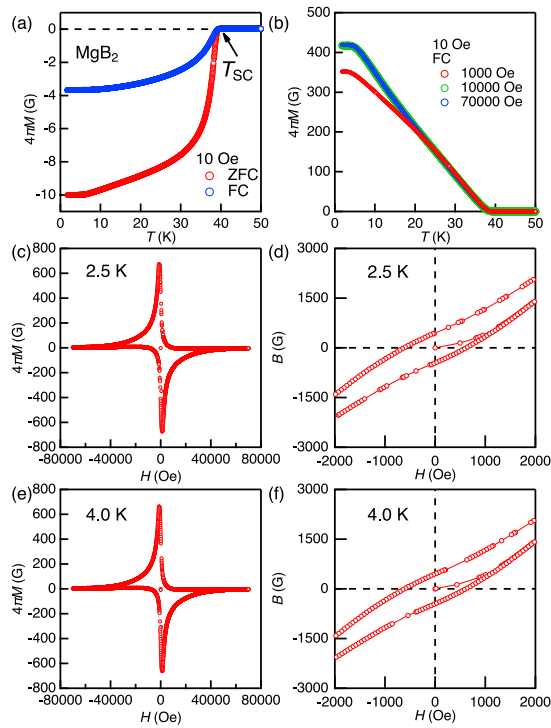 (a)
0
-2
-4
-6
-8
-10
4πM (G)
MgB₂
T_SC
10 Oe
ZFC
FC
0 10 20 30 40 50
T (K)
(b)
500
400
300
200
100
0
4πM (G)
10 Oe
FC
1000 Oe
10000 Oe
70000 Oe
0 10 20 30 40 50
T (K)
(c)
800
600
400
200
0
-200
-400
-600
-800
4πM (G)
2.5 K
-80000 -40000 0 40000 80000
H (Oe)
(d)
3000
1500
0
-1500
-3000
B (G)
2.5 K
-2000 -1000 0 1000 2000
H (Oe)
(e)
800
600
400
200
0
-200
-400
-600
-800
4πM (G)
4.0 K
-80000 -40000 0 40000 80000
H (Oe)
(f)
3000
1500
0
-1500
-3000
B (G)
4.0 K
-2000 -1000 0 1000 2000
H (Oe)